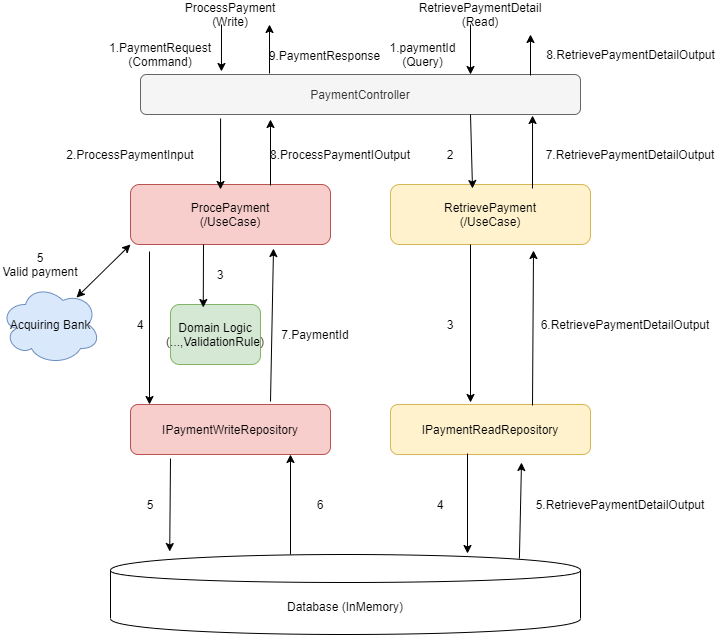 ProcessPayment
(Write)
RetrievePaymentDetail
(Read)
1.PaymentRequest
(Command)
9.PaymentResponse
1.paymentId
(Query)
8.RetrievePaymentDetailOutput
PaymentController
2.ProcessPaymentInput
8.ProcessPaymentIOutput
2
7.RetrievePaymentDetailOutput
ProcePayment
(/UseCase)
RetrievePayment
(/UseCase)
5
Valid payment
3
Acquiring Bank
4
Domain Logic
(...,ValidationRule)
7.PaymentId
3
6.RetrievePaymentDetailOutput
IPaymentWriteRepository
IPaymentReadRepository
5
6
4
5.RetrievePaymentDetailOutput
Database (InMemory)